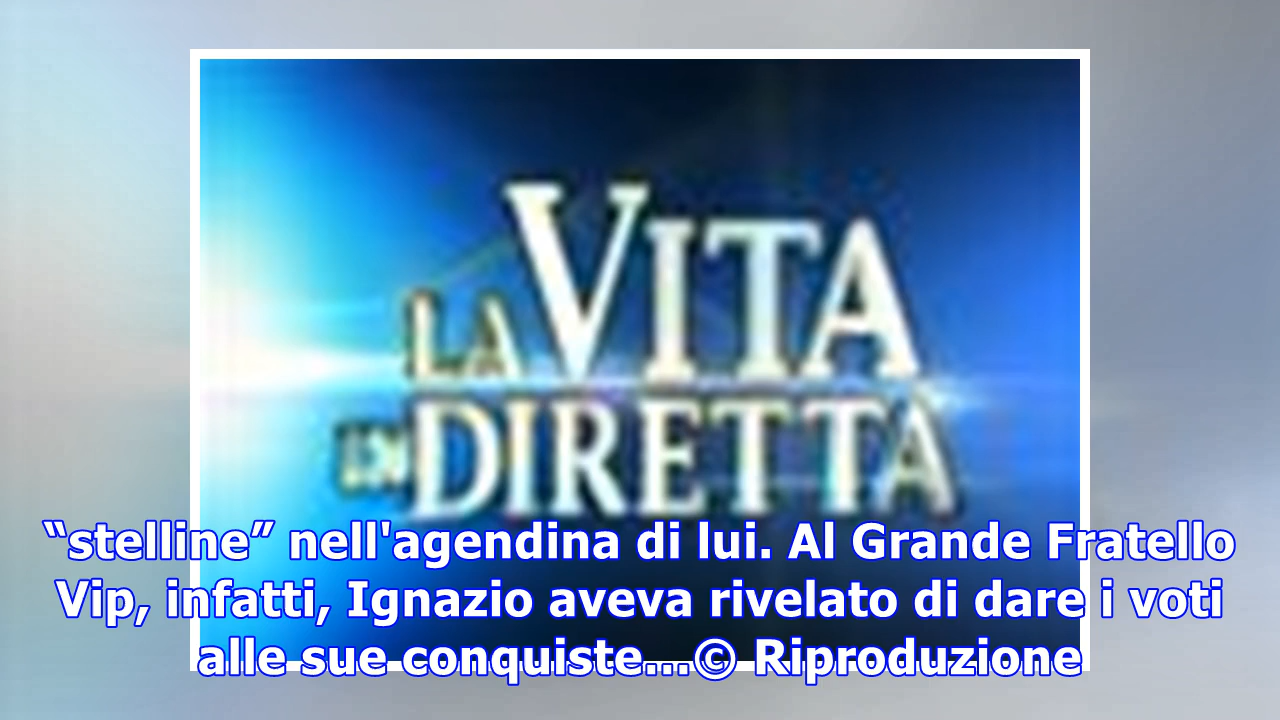 LA VITA
IN DIRETTA
“stelline” nell'agendina di lui. Al Grande Fratello
Vip, infatti, Ignazio aveva rivelato di dare i voti
alle sue conquiste...© Riproduzione